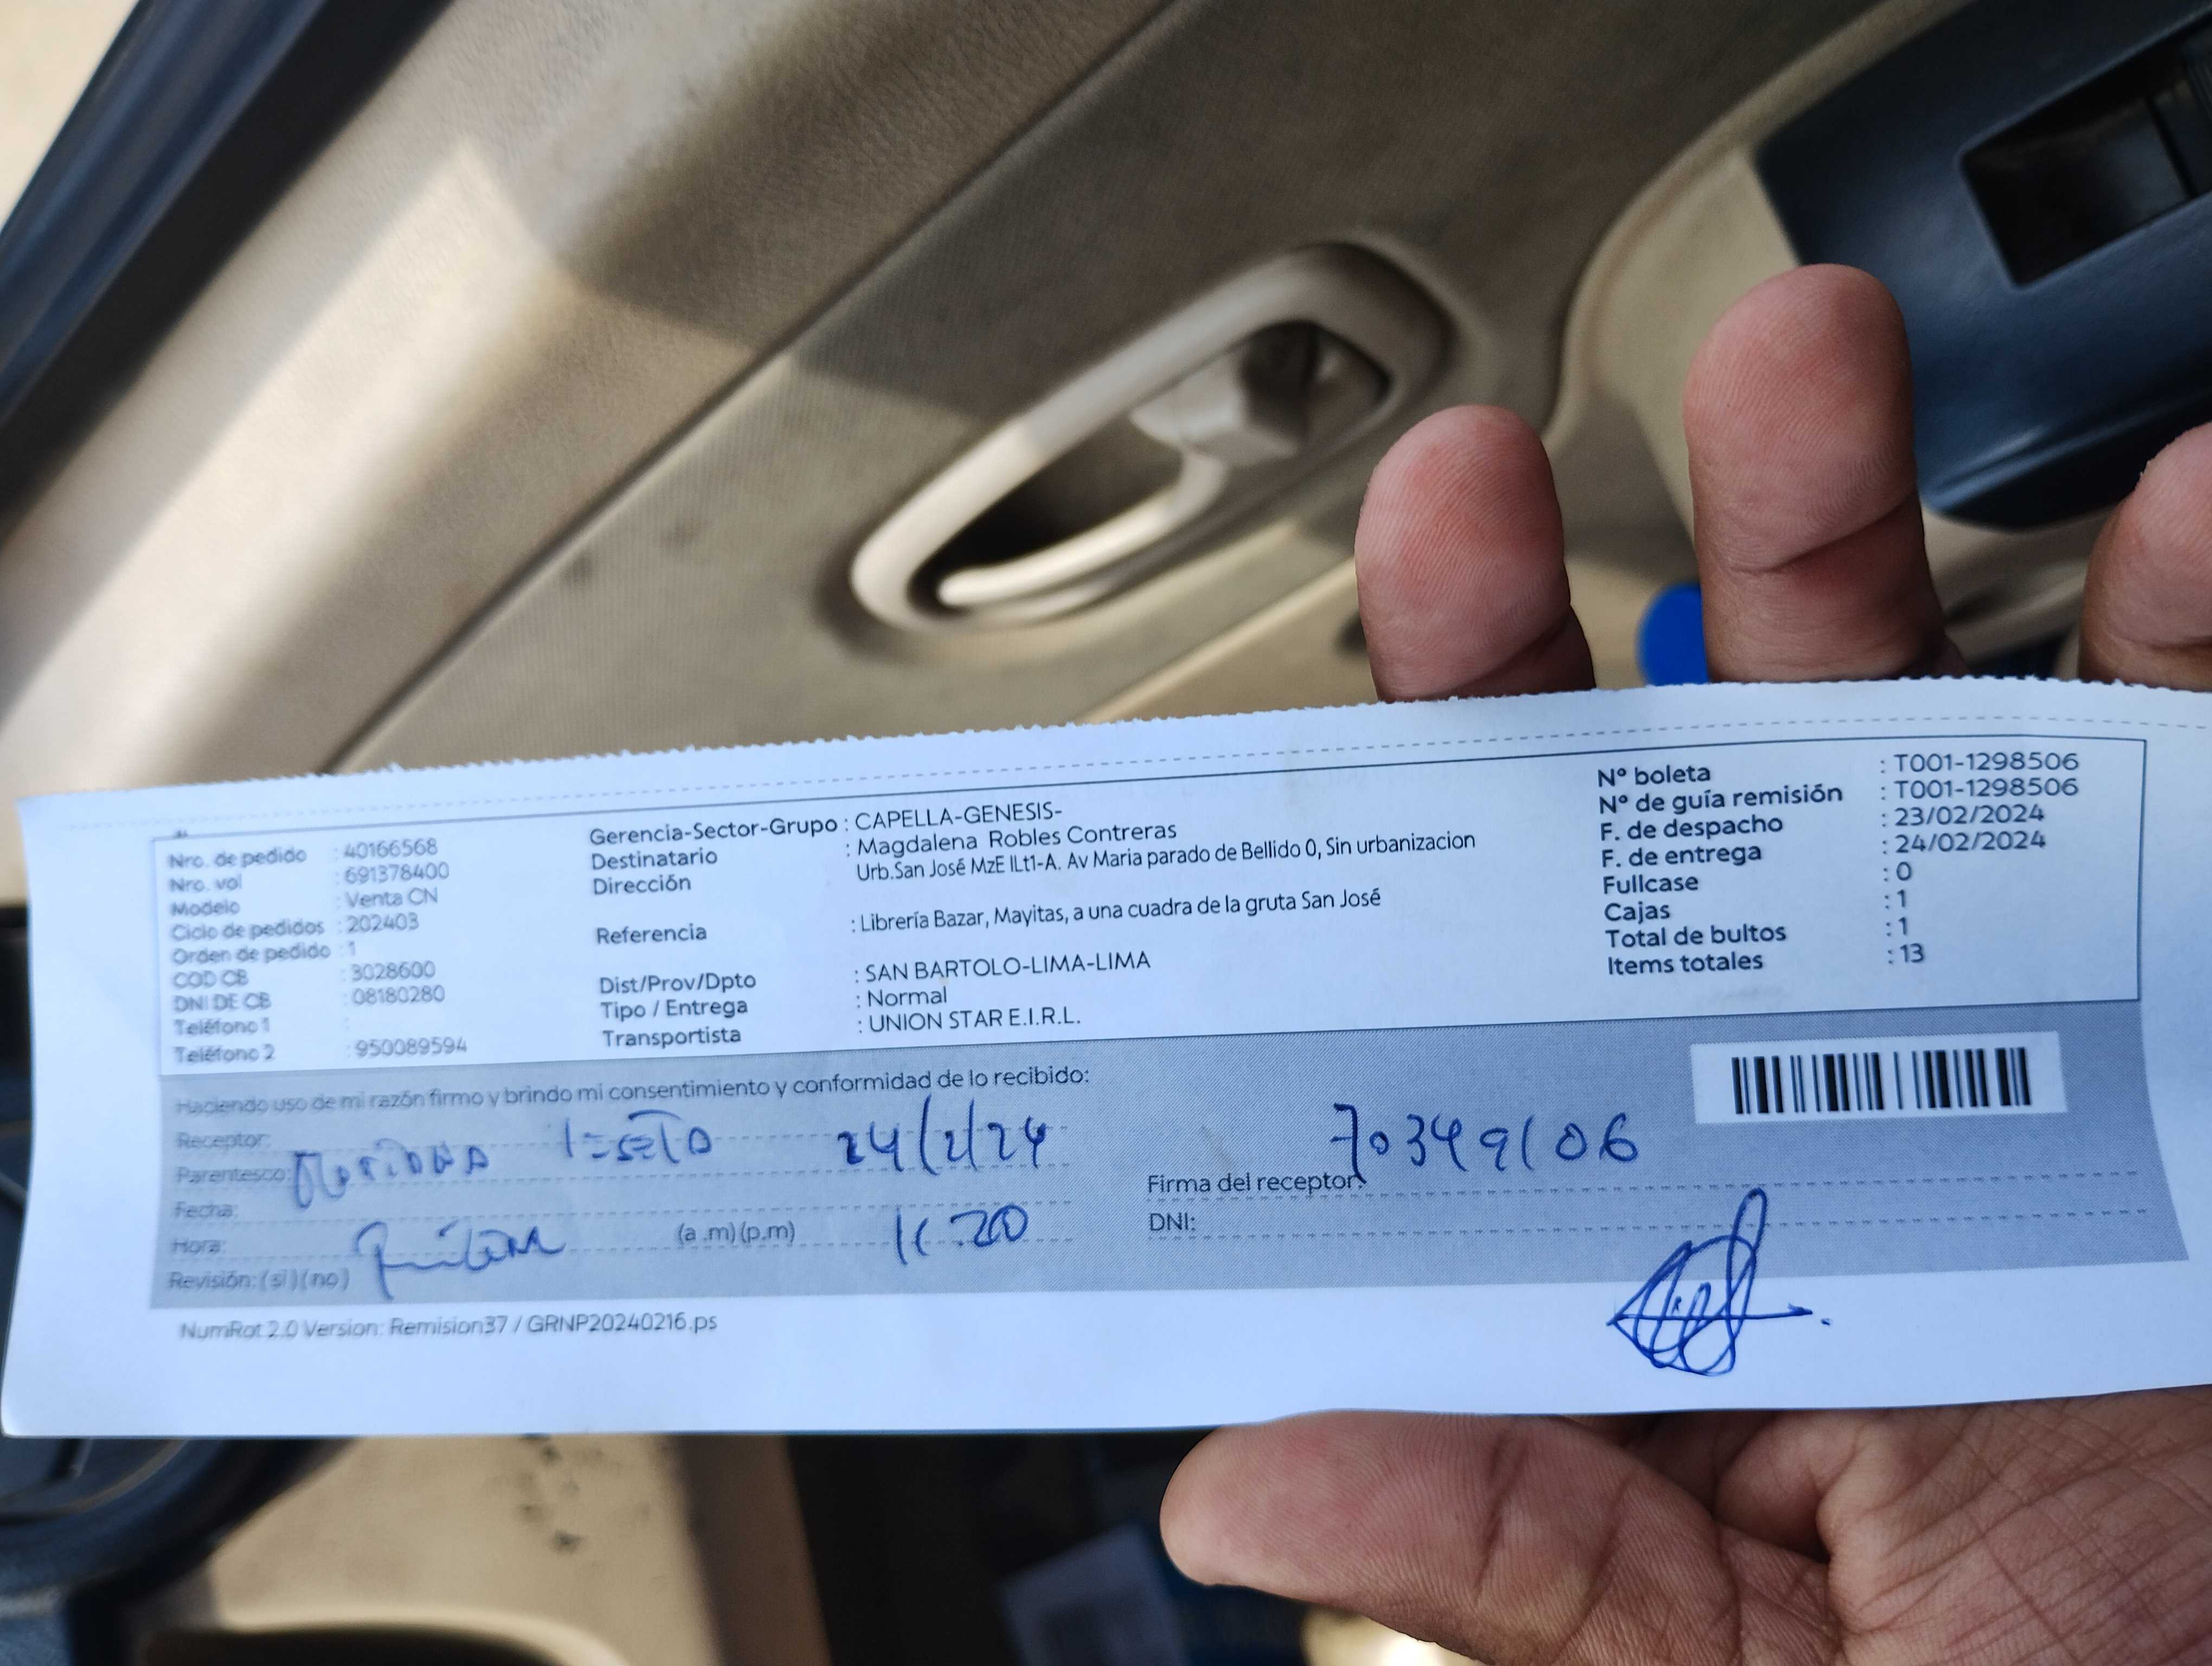 Nro. de pedido : 40166568
Nro. vol : 691378400
Modelo : Venta CN
Ciclo de pedidos : 202403
Orden de pedido : 1
COD CB : 3028600
DNI DE CB : 08180280
Teléfono 1 :
Teléfono 2 : 950089594
Gerencia-Sector-Grupo : CAPELLA-GENESIS-
Destinatario : Magdalena Robles Contreras
Dirección Urb.San José MzE lLt1-A. Av Maria parado de Bellido 0, Sin urbanizacion
Referencia : Librería Bazar, Mayitas, a una cuadra de la gruta San José
Dist/Prov/Dpto : SAN BARTOLO-LIMA-LIMA
Tipo / Entrega : Normal
Transportista : UNION STAR E.I.R.L.
Nº boleta : T001-1298506
Nº de guía remisión : T001-1298506
F. de despacho : 23/02/2024
F. de entrega : 24/02/2024
Fullcase : 0
Cajas : 1
Total de bultos : 1
Items totales : 13
Haciendo uso de mi razón firmo y brindo mi consentimiento y conformidad de lo recibido:
Receptor:
Parentesco: 24/2/24
Fecha:
Hora: (a .m)(p.m) 11:20
Revisión: (si)(no)
70349106
Firma del receptor:
DNI:
NumRot 2.0 Version: Remision37 / GRNP20240216.ps